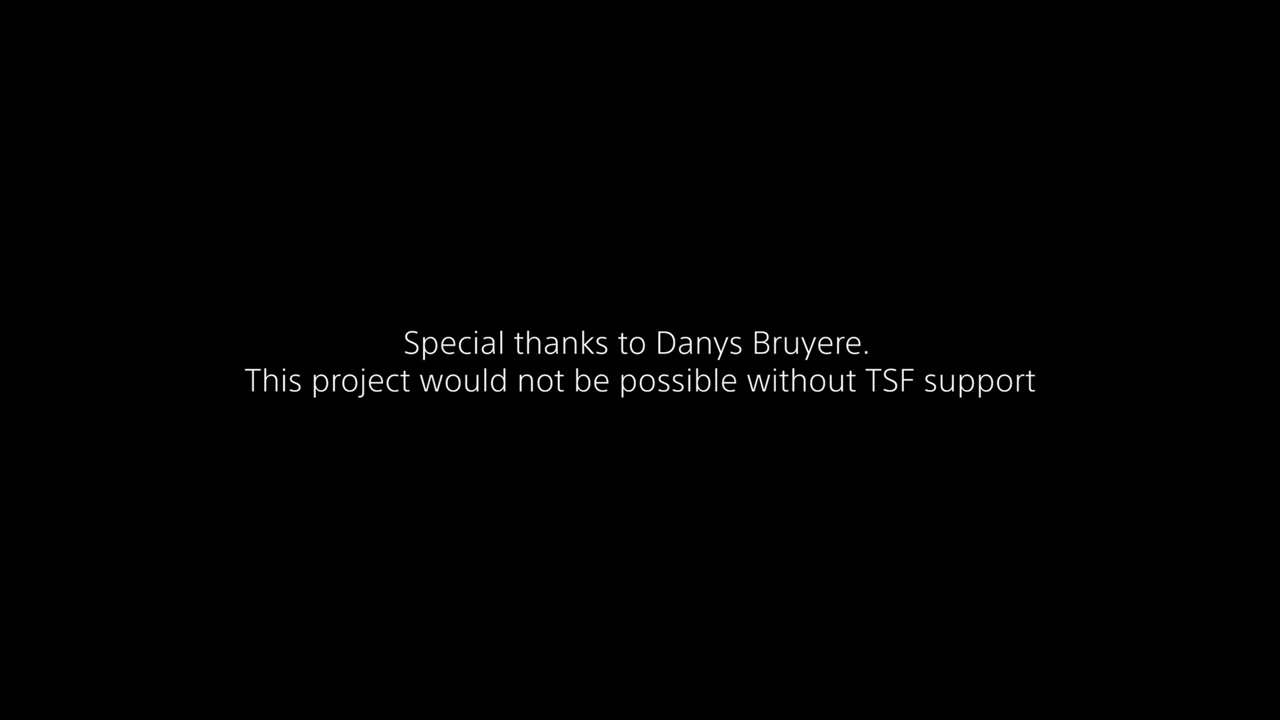 Special thanks to Danys Bruyere.
This project would not be possible without TSF support